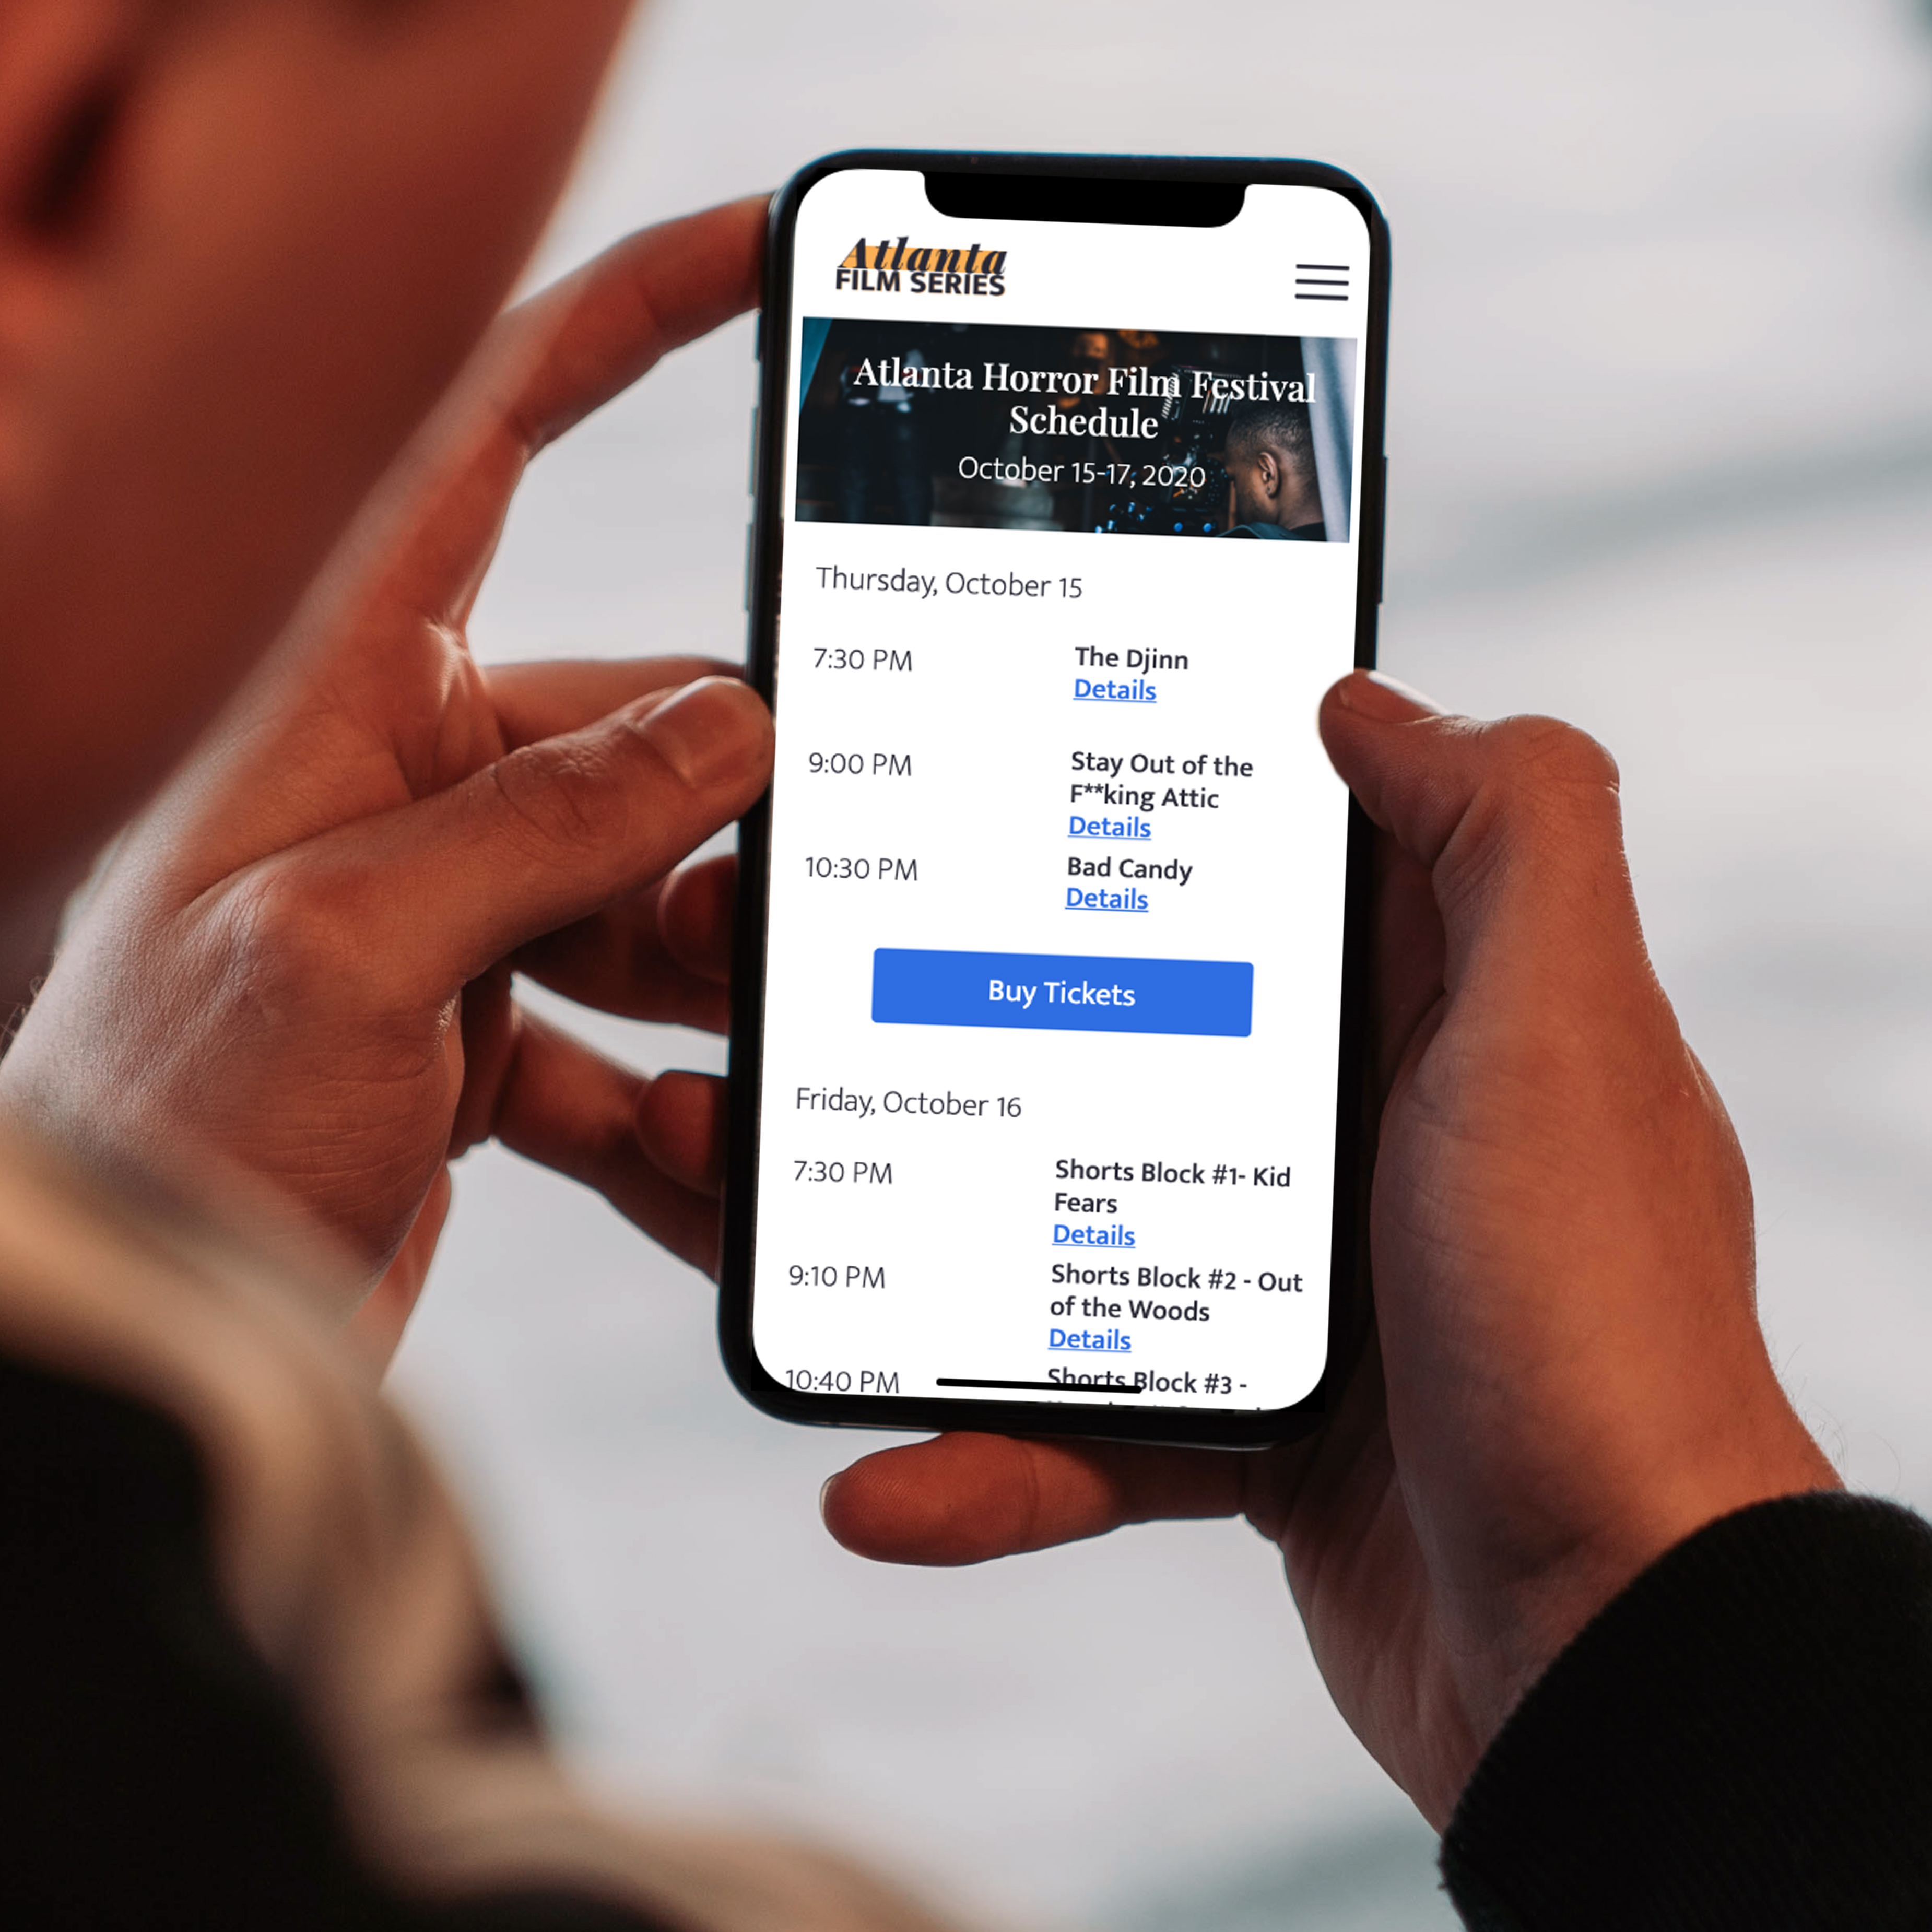 Atlanta
FILM SERIES
Atlanta Horror Film Festival
Schedule
October 15-17, 2020
Thursday, October 15
7:30 PM
The Djinn
Details
9:00 PM
Stay Out of the
F**king Attic
Details
10:30 PM
Bad Candy
Details
Buy Tickets
Friday, October 16
7:30 PM
Shorts Block #1- Kid
Fears
Details
9:10 PM
Shorts Block #2 - Out
of the Woods
Details
10:40 PM
Shorts Block #3 -